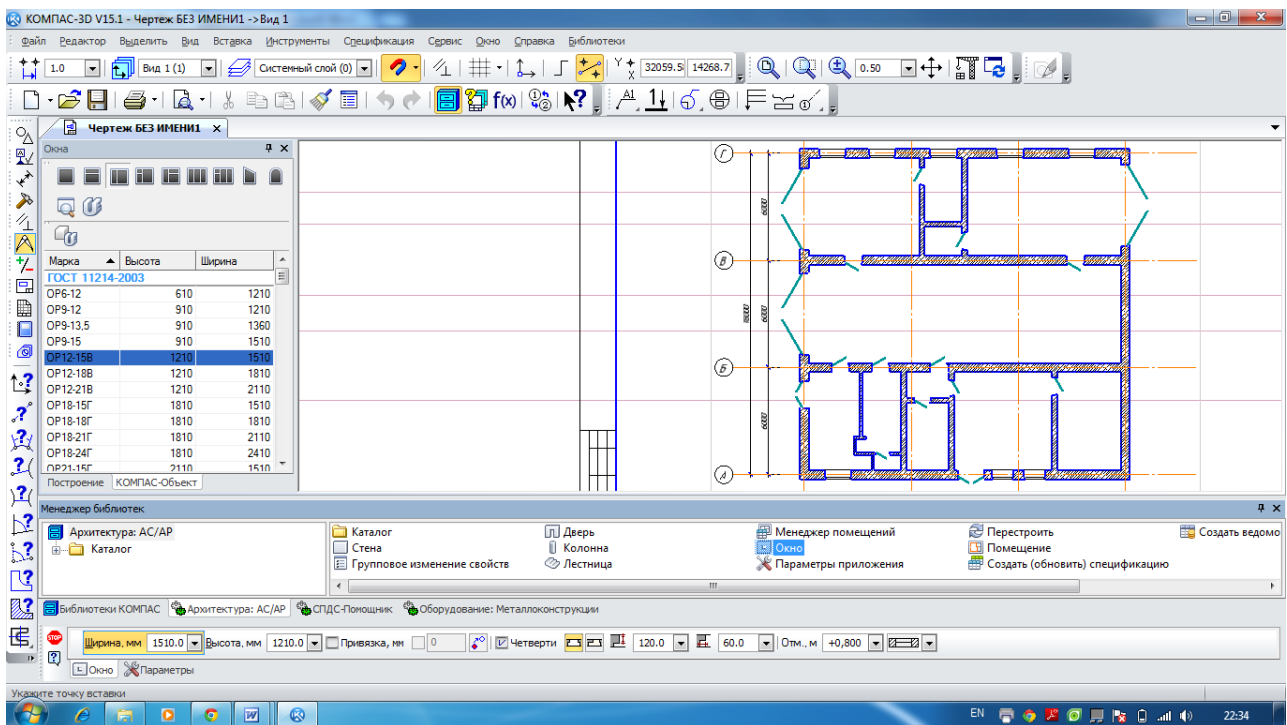 КОМПАС-3D V15.1 - Чертеж БЕЗ ИМЕНИ1 ->Вид 1
Файл Редактор Выделить Вид Вставка Инструменты Спецификация Сервис Окно Справка Библиотеки
1.0 Вид 1 (1) Системный слой (0) 32059.5 14268.7 0.50
f(x)
Чертеж БЕЗ ИМЕНИ1
Окна
Марка Высота Ширина
ГОСТ 11214-2003
ОР6-12 610 1210
ОР9-12 910 1210
ОР9-13,5 910 1360
ОР9-15 910 1510
ОР12-15В 1210 1510
ОР12-18В 1210 1810
ОР12-21В 1210 2110
ОР18-15Г 1810 1510
ОР18-18Г 1810 1810
ОР18-21Г 1810 2110
ОР18-24Г 1810 2410
ОР21-15Г 2110 1510
Построение КОМПАС-Объект
Г
6000
В
18000 6000
Б
6000
А
Менеджер библиотек
Архитектура: АС/АР
Каталог
Каталог Дверь Менеджер помещений Перестроить Создать ведомо
Стена Колонна Окно Помещение
Групповое изменение свойств Лестница Параметры приложения Создать (обновить) спецификацию
Библиотеки КОМПАС Архитектура: АС/АР СПДС-Помощник Оборудование: Металлоконструкции
Ширина, мм 1510.0 Высота, мм 1210.0 Привязка, мм 0 Четверти 120.0 60.0 Отм., м +0,800
Окно Параметры
Укажите точку вставки
EN 22:34